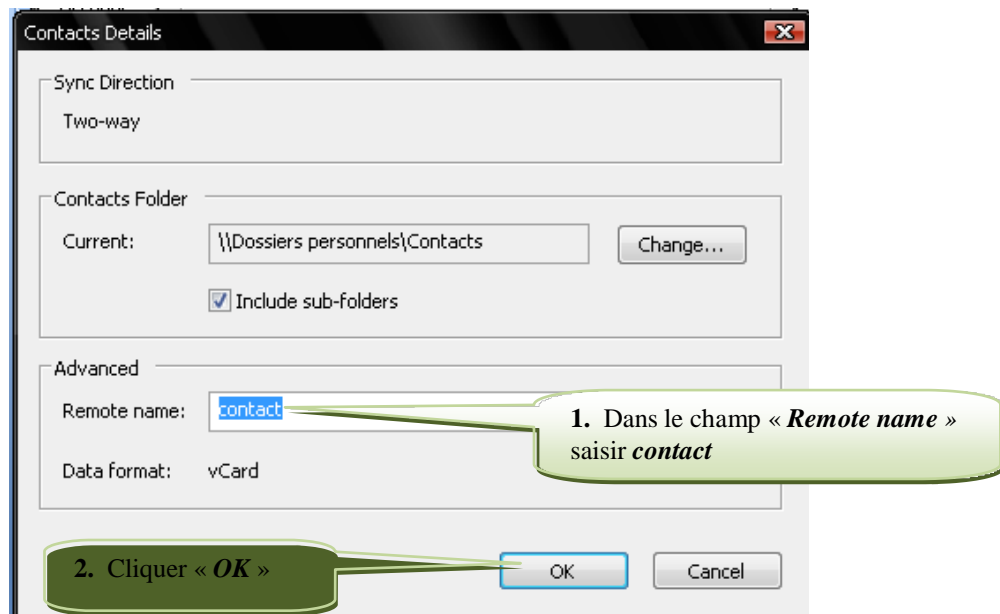 Contacts Details
Sync Direction
Two-way
Contacts Folder
Current: \\Dossiers personnels\Contacts Change...
Include sub-folders
Advanced
Remote name: contact
1. Dans le champ « Remote name »
saisir contact
Data format: vCard
2. Cliquer « OK »
OK Cancel